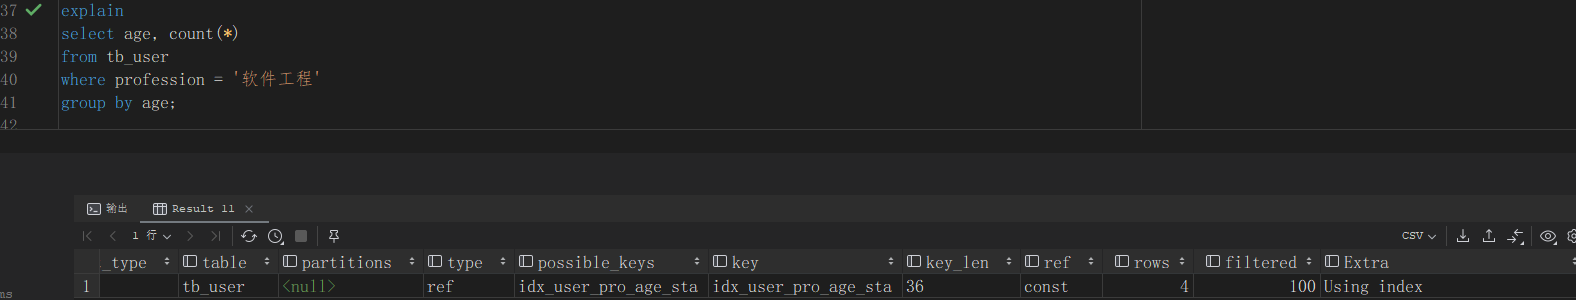 37 explain
38 select age, count(*)
39 from tb_user
40 where profession = '软件工程'
41 group by age;
42
输出 Result 11
1 行 CSV
_type table partitions type possible_keys key key_len ref rows filtered Extra
1 tb_user <null> ref idx_user_pro_age_sta idx_user_pro_age_sta 36 const 4 100 Using index
ms